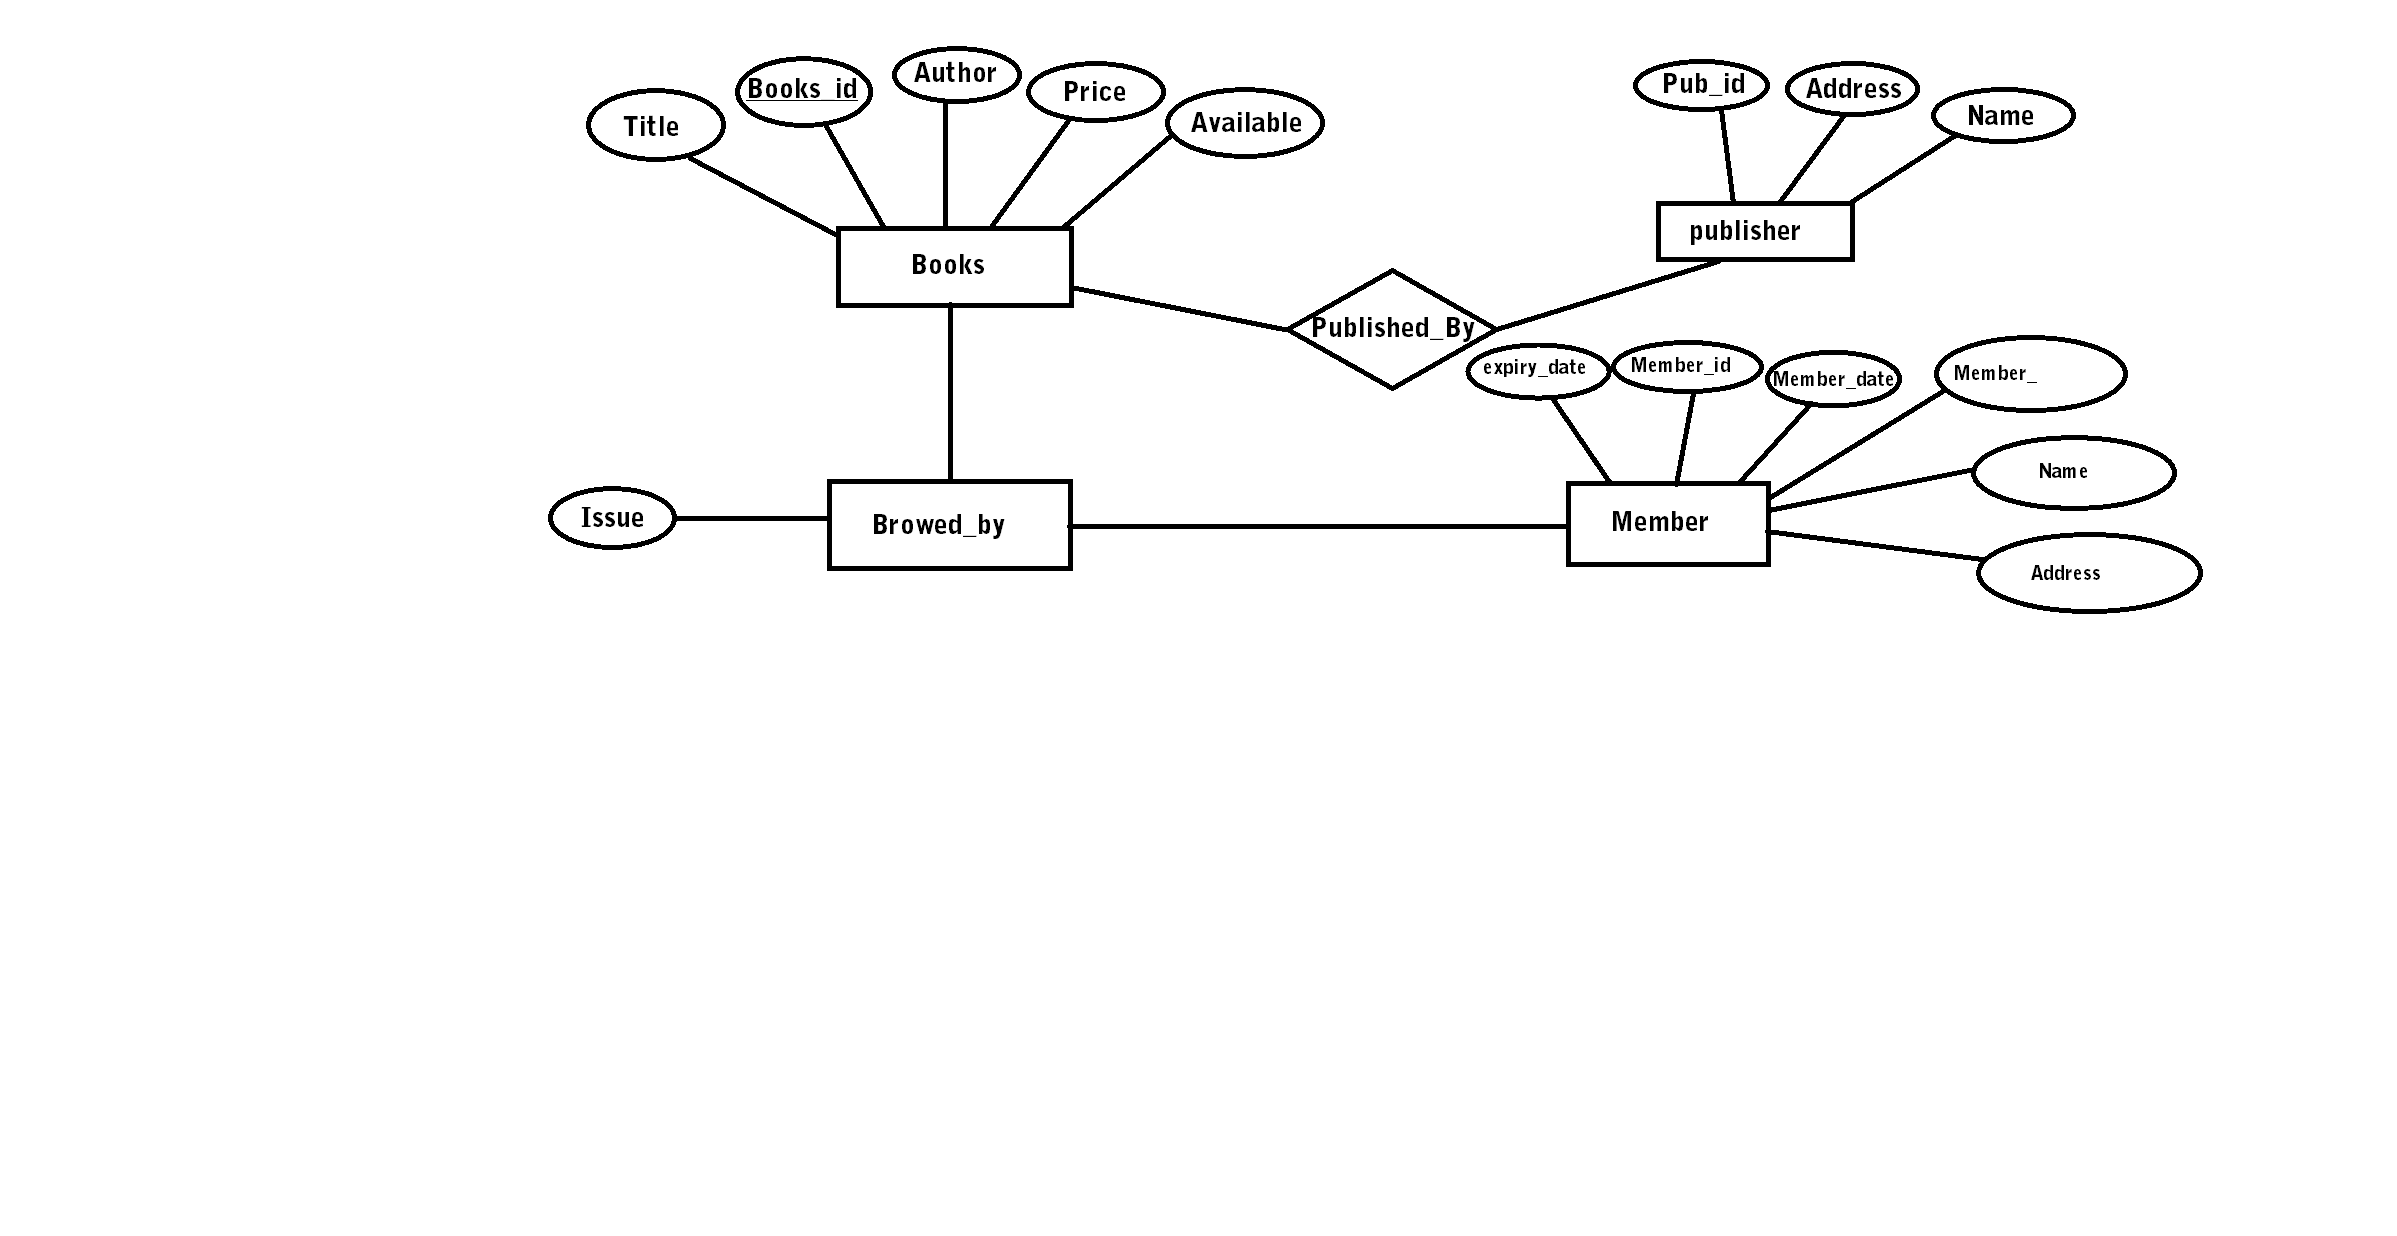 Title
Books_id
Author
Price
Available
Pub_id
Address
Name
Books
publisher
Published_By
expiry_date
Member_id
Member_date
Member_
Name
Address
Issue
Browed_by
Member